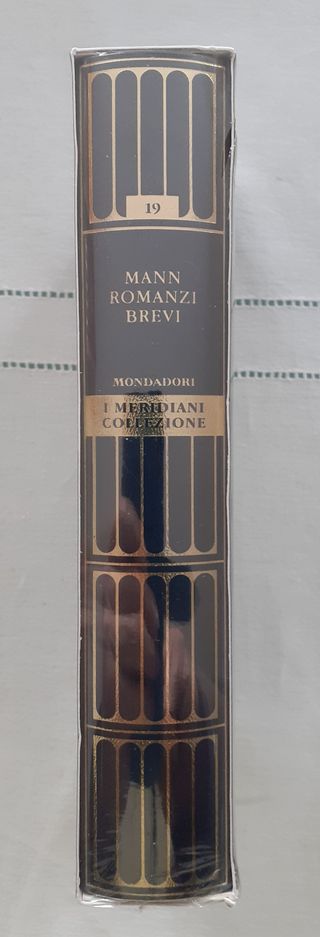 19
MANN
ROMANZI
BREVI
MONDADORI
I MERIDIANI
COLLEZIONE